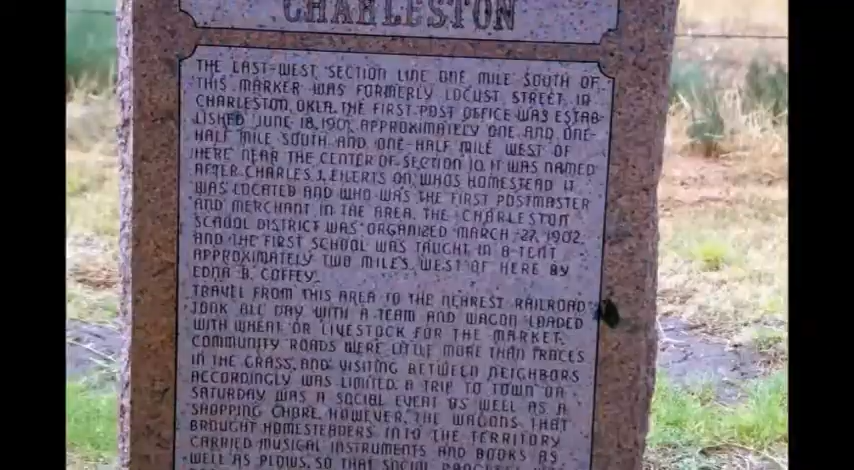 CHARLESTON
THE LAST-WEST SECTION LINE ONE MILE SOUTH OF
THIS MARKER WAS FORMERLY LOCUST STREET IN
CHARLESTON, OKLA. THE FIRST POST OFFICE WAS ESTAB-
LISHED JUNE 18, 1901, APPROXIMATELY ONE AND ONE-
HALF MILE SOUTH AND ONE-HALF MILE WEST OF
HERE NEAR THE CENTER OF SECTION 10. IT WAS NAMED
AFTER CHARLES J. EHLERTS ON WHOS HOMESTEAD IT
WAS LOCATED AND WHO WAS THE FIRST POSTMASTER
AND MERCHANT IN THE AREA. THE CHARLESTON
SCHOOL DISTRICT WAS ORGANIZED MARCH 27, 1902
AND THE FIRST SCHOOL WAS TAUGHT IN A TENT
APPROXIMATELY TWO MILES WEST OF HERE BY
EDNA B. COFFEY.
TRAVEL FROM THIS AREA TO THE NEAREST RAILROAD
TOOK ALL DAY WITH A TEAM AND WAGON LOADED
WITH WHEAT OR LIVESTOCK FOR THE MARKET.
COMMUNITY ROADS WERE LITTLE MORE THAN TRACES
IN THE GRASS, AND VISITING BETWEEN NEIGHBORS
ACCORDINGLY WAS LIMITED. A TRIP TO TOWN ON
SATURDAY WAS A SOCIAL EVENT AS WELL AS A
SHOPPING CHORE. HOWEVER, THE WAGONS THAT
BROUGHT HOMESTEADERS INTO THE TERRITORY
CARRIED MUSICAL INSTRUMENTS AND BOOKS AS
WELL AS PLOWS, SO THAT SOCIAL